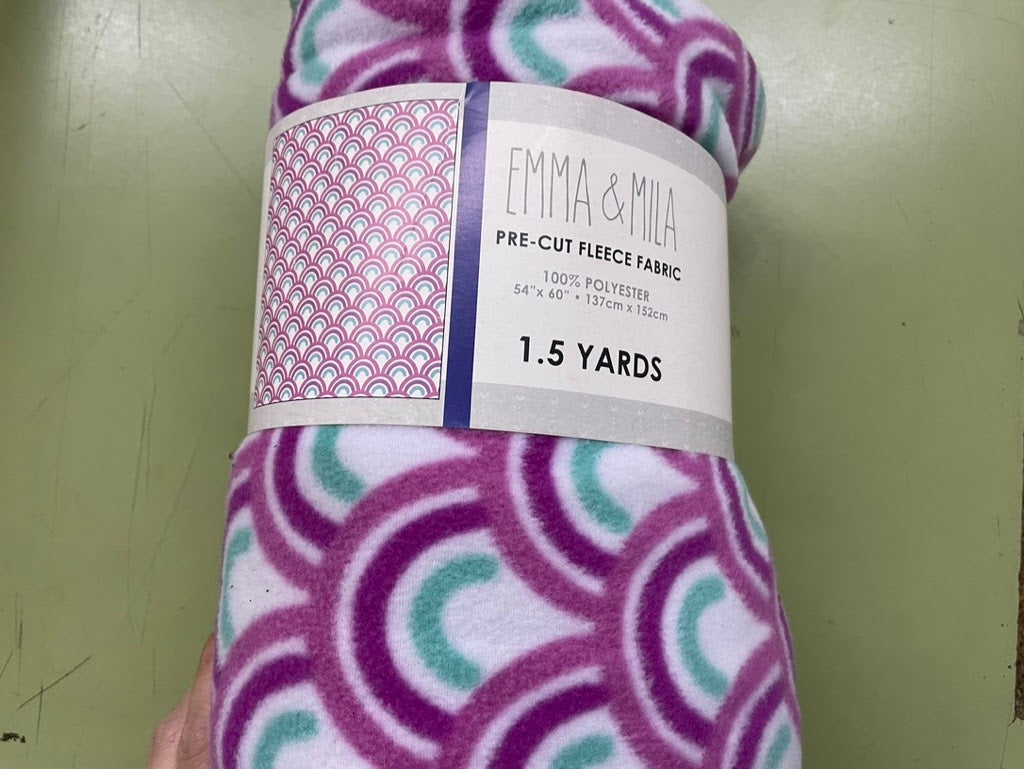 EMMA & MILA
PRE-CUT FLEECE FABRIC
100% POLYESTER
54"x 60" • 137cm x 152cm
1.5 YARDS